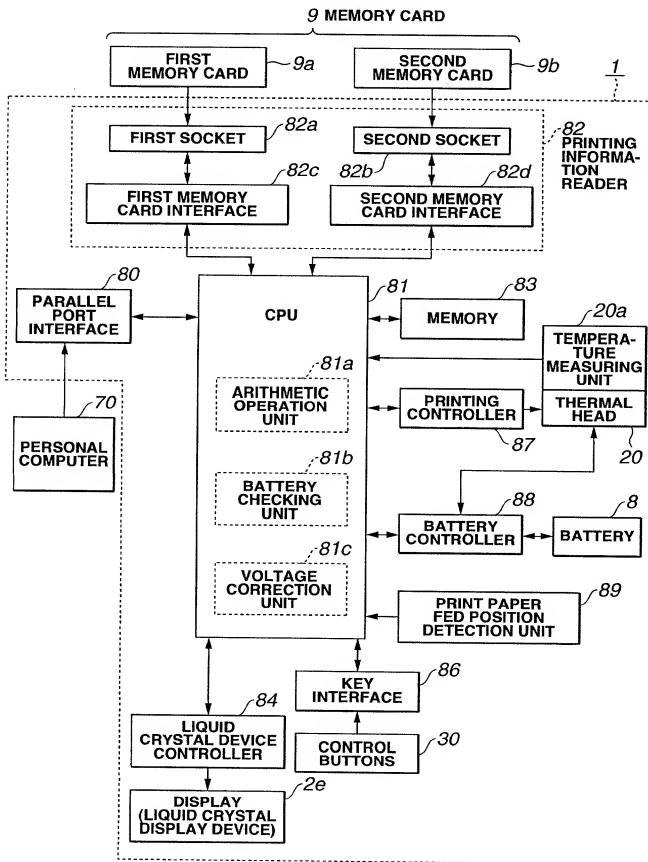 9 MEMORY CARD
FIRST
MEMORY CARD
9a
SECOND
MEMORY CARD
9b
1
FIRST SOCKET
82a
SECOND SOCKET
82b
82
PRINTING
INFORMA-
TION
READER
82c
FIRST MEMORY
CARD INTERFACE
82d
SECOND MEMORY
CARD INTERFACE
80
PARALLEL
PORT
INTERFACE
81
CPU
83
MEMORY
20a
TEMPERA-
TURE
MEASURING
UNIT
THERMAL
HEAD
20
81a
ARITHMETIC
OPERATION
UNIT
PRINTING
CONTROLLER
87
70
PERSONAL
COMPUTER
81b
BATTERY
CHECKING
UNIT
88
BATTERY
CONTROLLER
8
BATTERY
81c
VOLTAGE
CORRECTION
UNIT
89
PRINT PAPER
FED POSITION
DETECTION UNIT
86
KEY
INTERFACE
84
LIQUID
CRYSTAL DEVICE
CONTROLLER
CONTROL
BUTTONS
30
2e
DISPLAY
(LIQUID CRYSTAL
DISPLAY DEVICE)